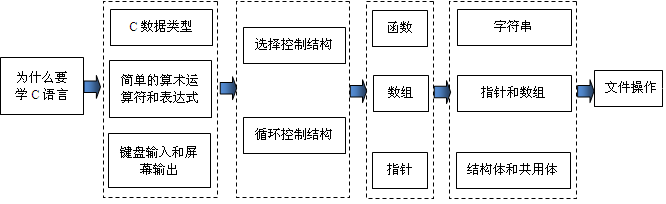 为什么要
学 C 语言
C 数据类型
简单的算术运
算符和表达式
键盘输入和屏
幕输出
选择控制结构
循环控制结构
函数
数组
指针
字符串
指针和数组
结构体和共用体
文件操作